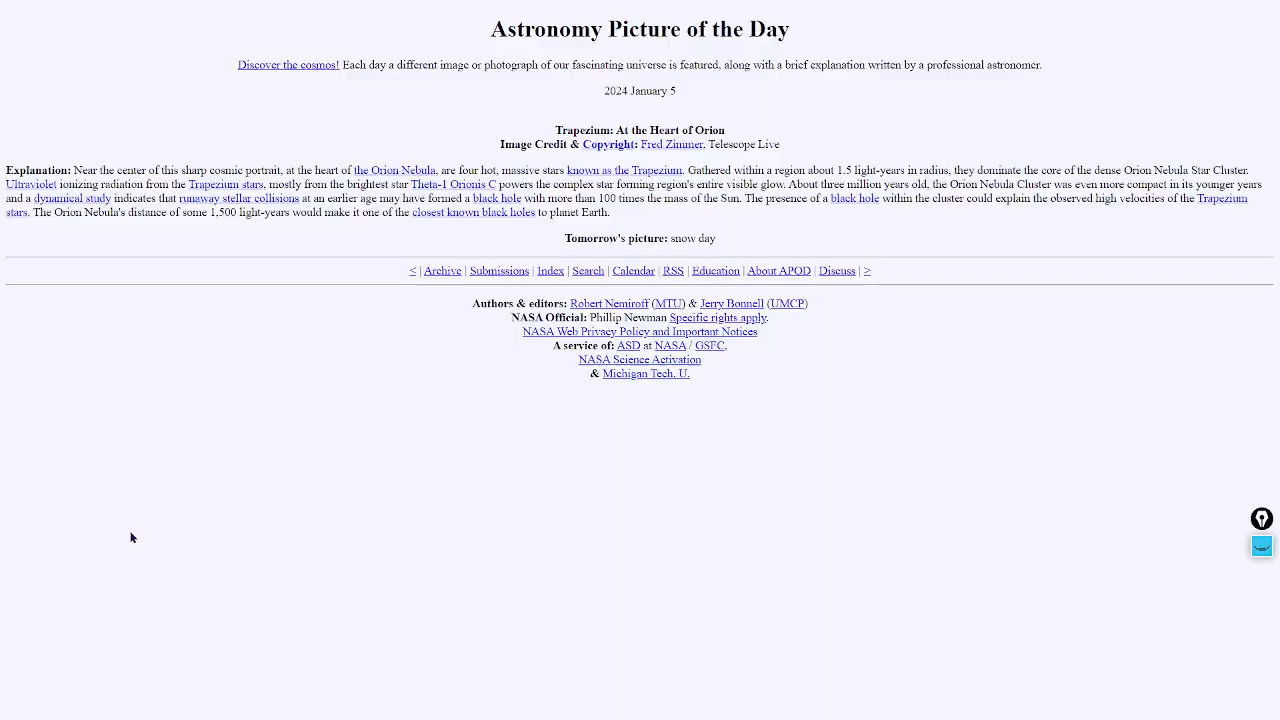 Astronomy Picture of the Day
Discover the cosmos! Each day a different image or photograph of our fascinating universe is featured, along with a brief explanation written by a professional astronomer.
2024 January 5
Trapezium: At the Heart of Orion
Image Credit & Copyright: Fred Zimmer, Telescope Live
Explanation: Near the center of this sharp cosmic portrait, at the heart of the Orion Nebula, are four hot, massive stars known as the Trapezium. Gathered within a region about 1.5 light-years in radius, they dominate the core of the dense Orion Nebula Star Cluster.
Ultraviolet ionizing radiation from the Trapezium stars, mostly from the brightest star Theta-1 Orionis C powers the complex star forming region's entire visible glow. About three million years old, the Orion Nebula Cluster was even more compact in its younger years
and a dynamical study indicates that runaway stellar collisions at an earlier age may have formed a black hole with more than 100 times the mass of the Sun. The presence of a black hole within the cluster could explain the observed high velocities of the Trapezium
stars. The Orion Nebula's distance of some 1,500 light-years would make it one of the closest known black holes to planet Earth.
Tomorrow's picture: snow day
< | Archive | Submissions | Index | Search | Calendar | RSS | Education | About APOD | Discuss | >
Authors & editors: Robert Nemiroff (MTU) & Jerry Bonnell (UMCP)
NASA Official: Phillip Newman Specific rights apply.
NASA Web Privacy Policy and Important Notices
A service of: ASD at NASA / GSFC,
NASA Science Activation
& Michigan Tech. U.